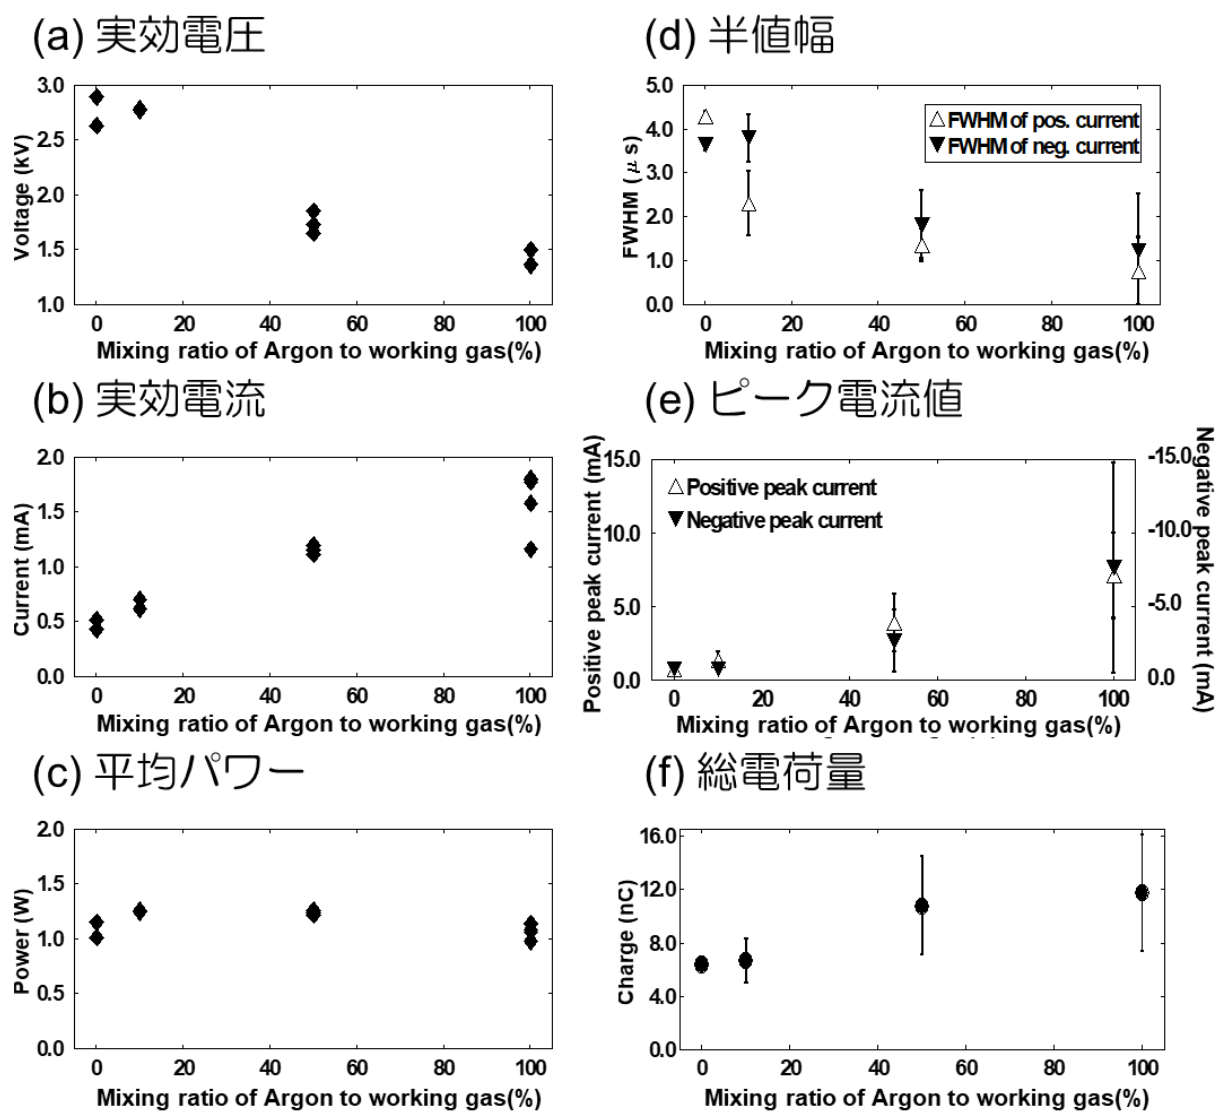 (a) 実効電圧
3.0
2.5
2.0
1.5
1.0
Voltage (kV)
0 20 40 60 80 100
Mixing ratio of Argon to working gas(%)
(d) 半値幅
5.0
4.0
3.0
2.0
1.0
0.0
FWHM (μs)
FWHM of pos. current
FWHM of neg. current
0 20 40 60 80 100
Mixing ratio of Argon to working gas(%)
(b) 実効電流
2.0
1.5
1.0
0.5
0.0
Current (mA)
0 20 40 60 80 100
Mixing ratio of Argon to working gas(%)
(e) ピーク電流値
15.0
10.0
5.0
0.0
Positive peak current (mA)
Positive peak current
Negative peak current
-15.0
-10.0
-5.0
0.0
Negative peak current (mA)
0 20 40 60 80 100
Mixing ratio of Argon to working gas(%)
(c) 平均パワー
2.0
1.5
1.0
0.5
0.0
Power (W)
0 20 40 60 80 100
Mixing ratio of Argon to working gas(%)
(f) 総電荷量
16.0
12.0
8.0
4.0
0.0
Charge (nC)
0 20 40 60 80 100
Mixing ratio of Argon to working gas(%)